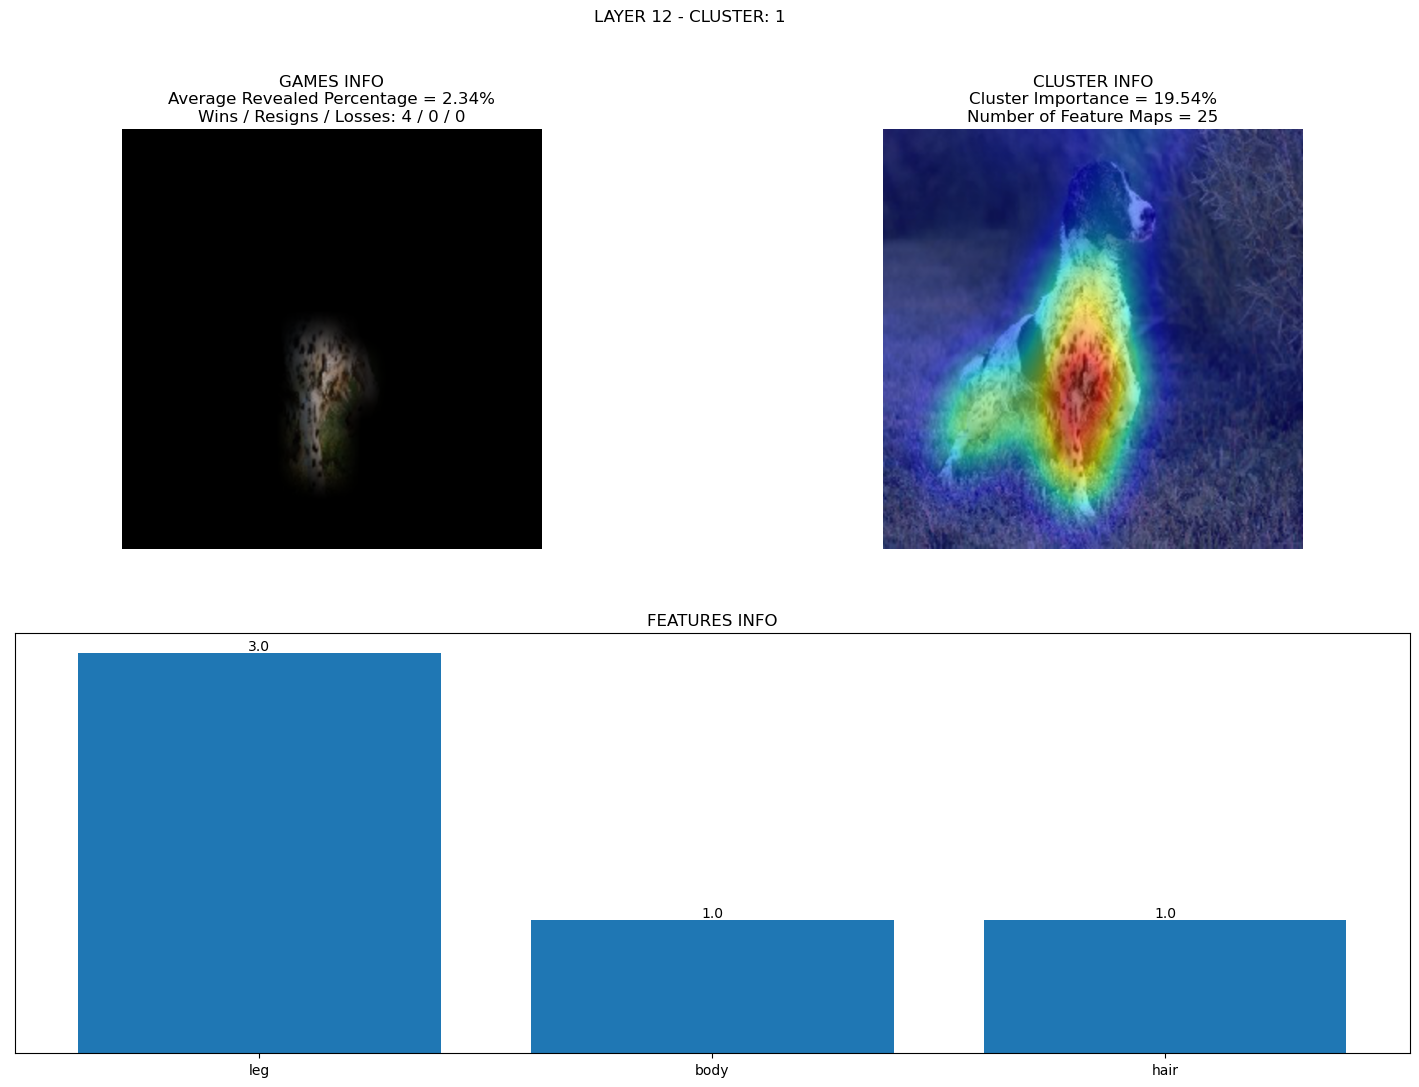 LAYER 12 - CLUSTER: 1
GAMES INFO
Average Revealed Percentage = 2.34%
Wins / Resigns / Losses: 4 / 0 / 0
CLUSTER INFO
Cluster Importance = 19.54%
Number of Feature Maps = 25
FEATURES INFO
3.0
1.0
1.0
leg
body
hair